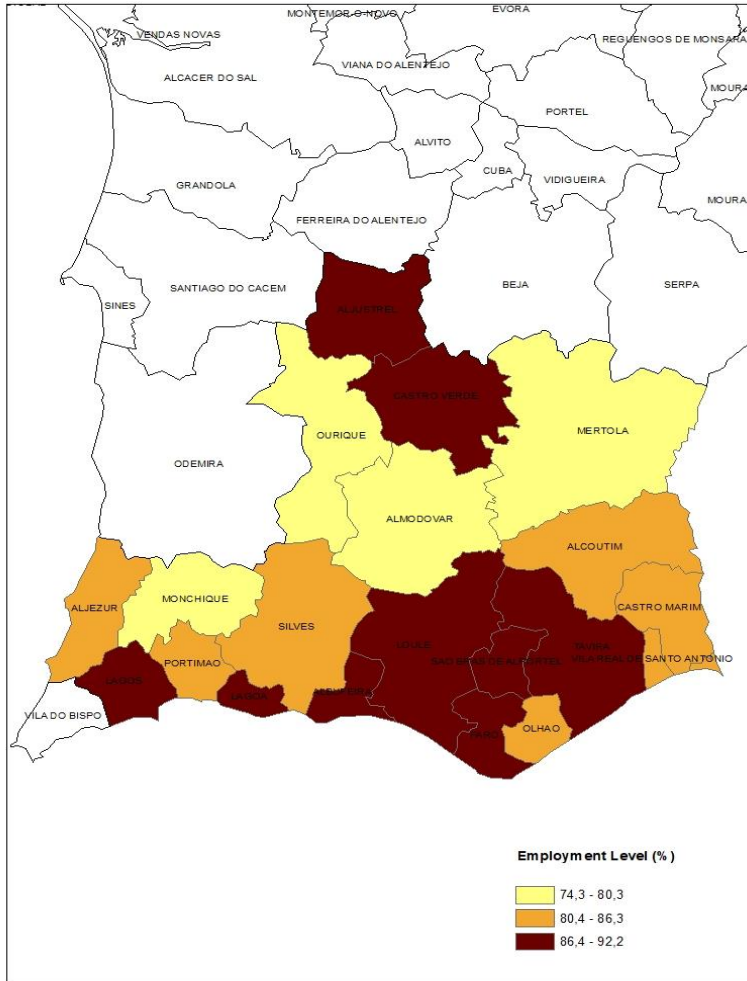 VENDAS NOVAS
MONTEMOR-O-NOVO
EVORA
REGUENGOS DE MONSARA
VIANA DO ALENTEJO
ALCACER DO SAL
MOURA
PORTEL
ALVITO
CUBA
VIDIGUEIRA
GRANDOLA
MOURA
FERREIRA DO ALENTEJO
SANTIAGO DO CACEM
BEJA
SERPA
SINES
ALJUSTREL
CASTRO VERDE
MERTOLA
OURIQUE
ODEMIRA
ALMODOVAR
ALCOUTIM
MONCHIQUE
ALJEZUR
CASTRO MARIM
SILVES
LOULE
TAVIRA
PORTIMAO
SAO BRAS DE ALPORTEL
VILA REAL DE SANTO ANTONIO
LAGOS
LAGOA
ALBUFEIRA
VILA DO BISPO
FARO
OLHAO
Employment Level (%)
74,3 - 80,3
80,4 - 86,3
86,4 - 92,2